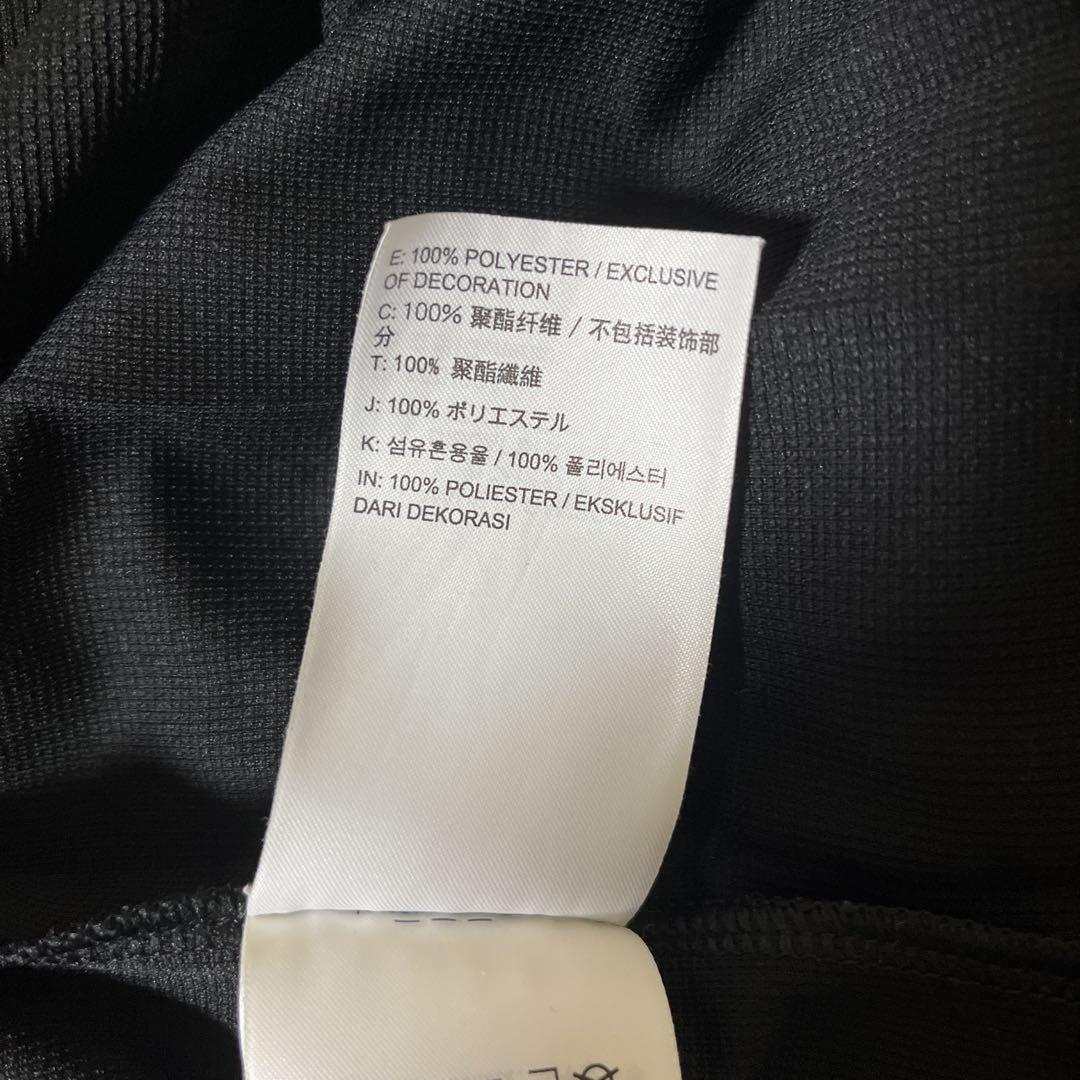 E: 100% POLYESTER / EXCLUSIVE
OF DECORATION
C: 100% 聚酯纤维 / 不包括装饰部
分
T: 100% 聚酯纖維
J: 100% ポリエステル
K: 섬유혼용율 / 100% 폴리에스터
IN: 100% POLIESTER / EKSKLUSIF
DARI DEKORASI